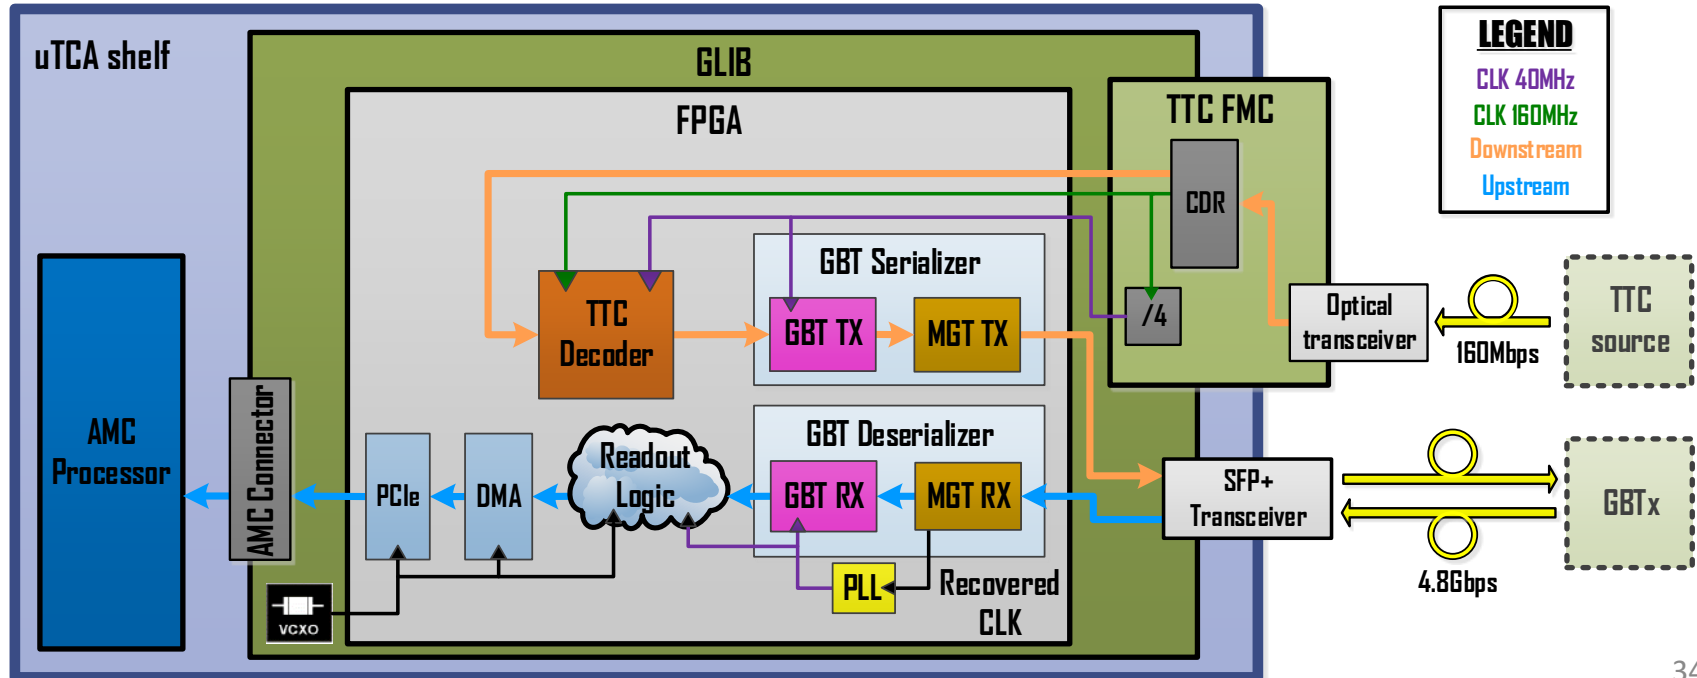 uTCA shelf
GLIB
FPGA
TTC FMC
CDR
/4
LEGEND
CLK 40MHz
CLK 160MHz
Downstream
Upstream
GBT Serializer
TTC
Decoder
GBT TX
MGT TX
Optical
transceiver
160Mbps
TTC
source
AMC
Processor
AMC Connector
PCIe
DMA
Readout
Logic
GBT Deserializer
GBT RX
MGT RX
SFP+
Transceiver
4.8Gbps
GBTx
PLL
Recovered
CLK
VCXO
34